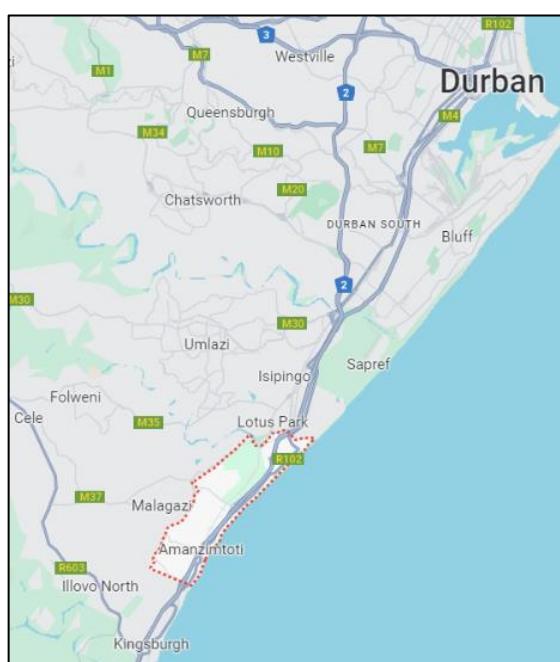 R102
3
Westville
M7
M1
2
Durban
Queensburgh
M4
M34
M10
M7
Chatsworth
M20
DURBAN SOUTH
Bluff
2
M30
M30
Umlazi
Sapref
Isipingo
Folweni
Cele
M35
Lotus Park
R102
M37
Malagazi
Amanzimtoti
R603
Illovo North
Kingsburgh